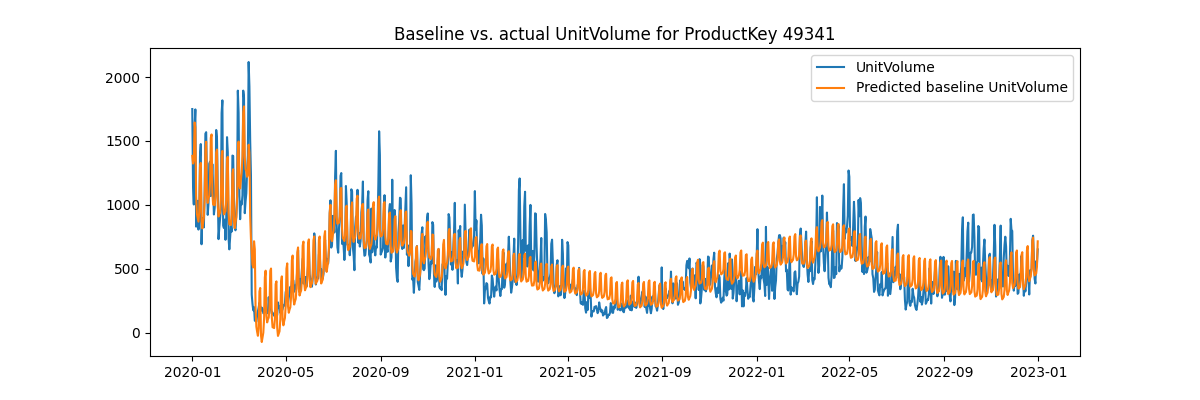 Baseline vs. actual UnitVolume for ProductKey 49341
UnitVolume
Predicted baseline UnitVolume
2000
1500
1000
500
0
2020-01 2020-05 2020-09 2021-01 2021-05 2021-09 2022-01 2022-05 2022-09 2023-01